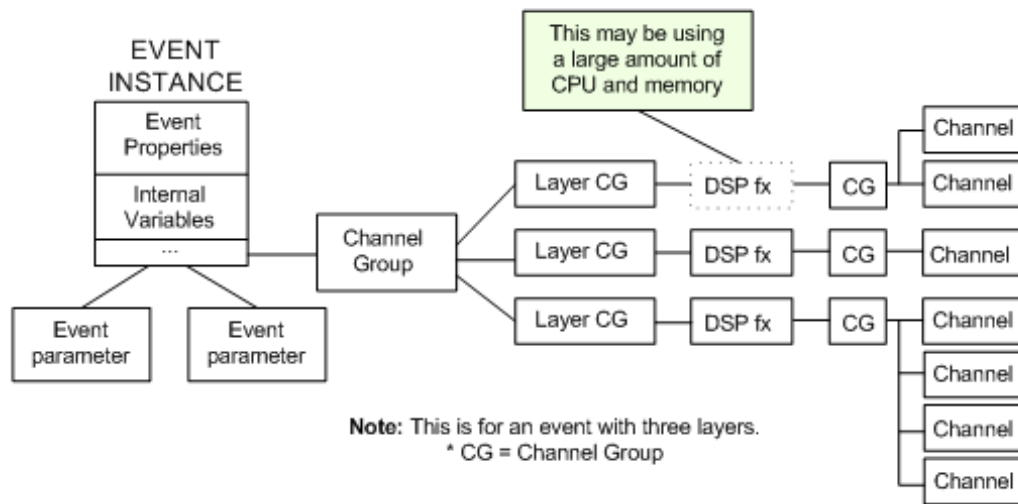 EVENT
INSTANCE
Event
Properties
Internal
Variables
...
Event
parameter
Event
parameter
Channel
Group
This may be using
a large amount of
CPU and memory
Layer CG
DSP fx
CG
Channel
Channel
Layer CG
DSP fx
CG
Channel
Layer CG
DSP fx
CG
Channel
Channel
Channel
Channel
Note: This is for an event with three layers.
* CG = Channel Group